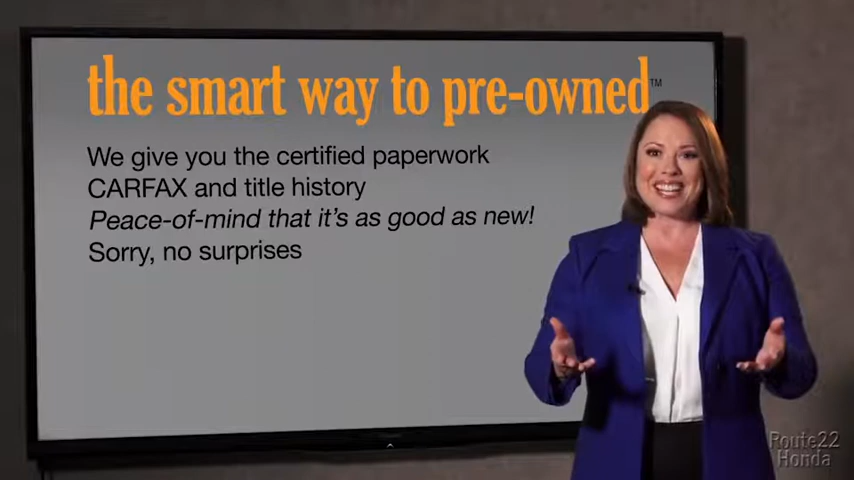 the smart way to pre-owned™
We give you the certified paperwork
CARFAX and title history
Peace-of-mind that it's as good as new!
Sorry, no surprises
Route22
Honda